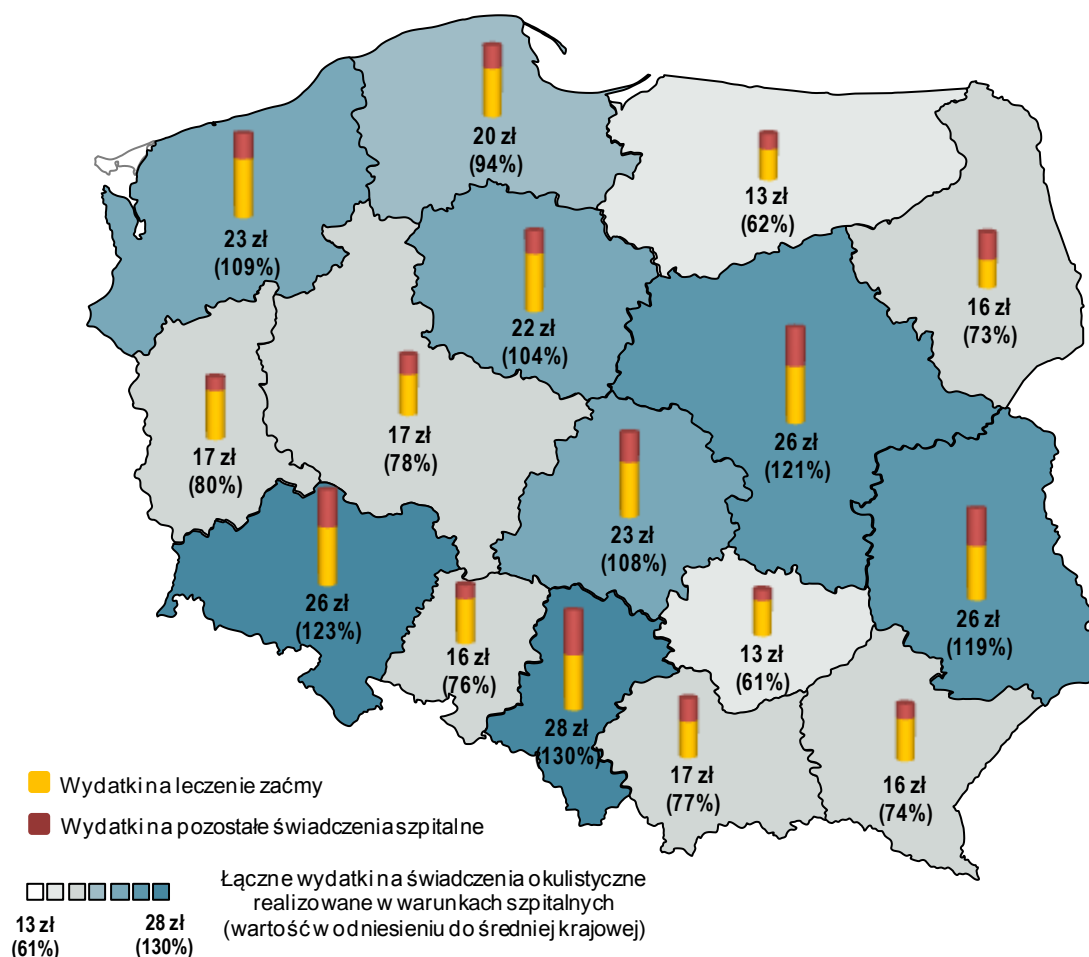 20 zł
(94%)
13 zł
(62%)
23 zł
(109%)
16 zł
(73%)
22 zł
(104%)
26 zł
(121%)
17 zł
(78%)
17 zł
(80%)
23 zł
(108%)
26 zł
(123%)
26 zł
(119%)
16 zł
(76%)
13 zł
(61%)
28 zł
(130%)
17 zł
(77%)
16 zł
(74%)
Wydatki na leczenie zaćmy
Wydatki na pozostałe świadczenia szpitalne
Łączne wydatki na świadczenia okulistyczne
realizowane w warunkach szpitalnych
(wartość w odniesieniu do średniej krajowej)
13 zł
(61%)
28 zł
(130%)